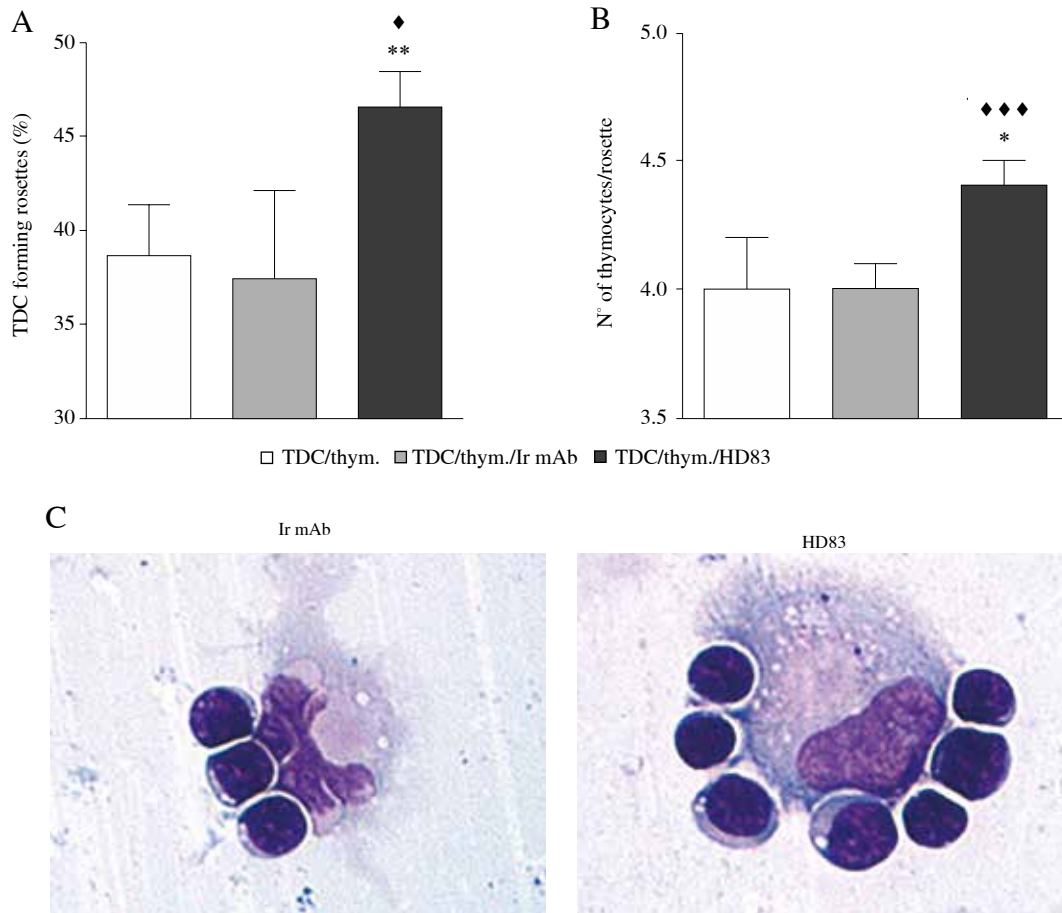 A
B
TDC forming rosettes (%)
50
45
40
35
30
♦
**
N° of thymocytes/rosette
5.0
4.5
4.0
3.5
♦ ♦ ♦
*
TDC/thym. TDC/thym./Ir mAb TDC/thym./HD83
C
Ir mAb
HD83